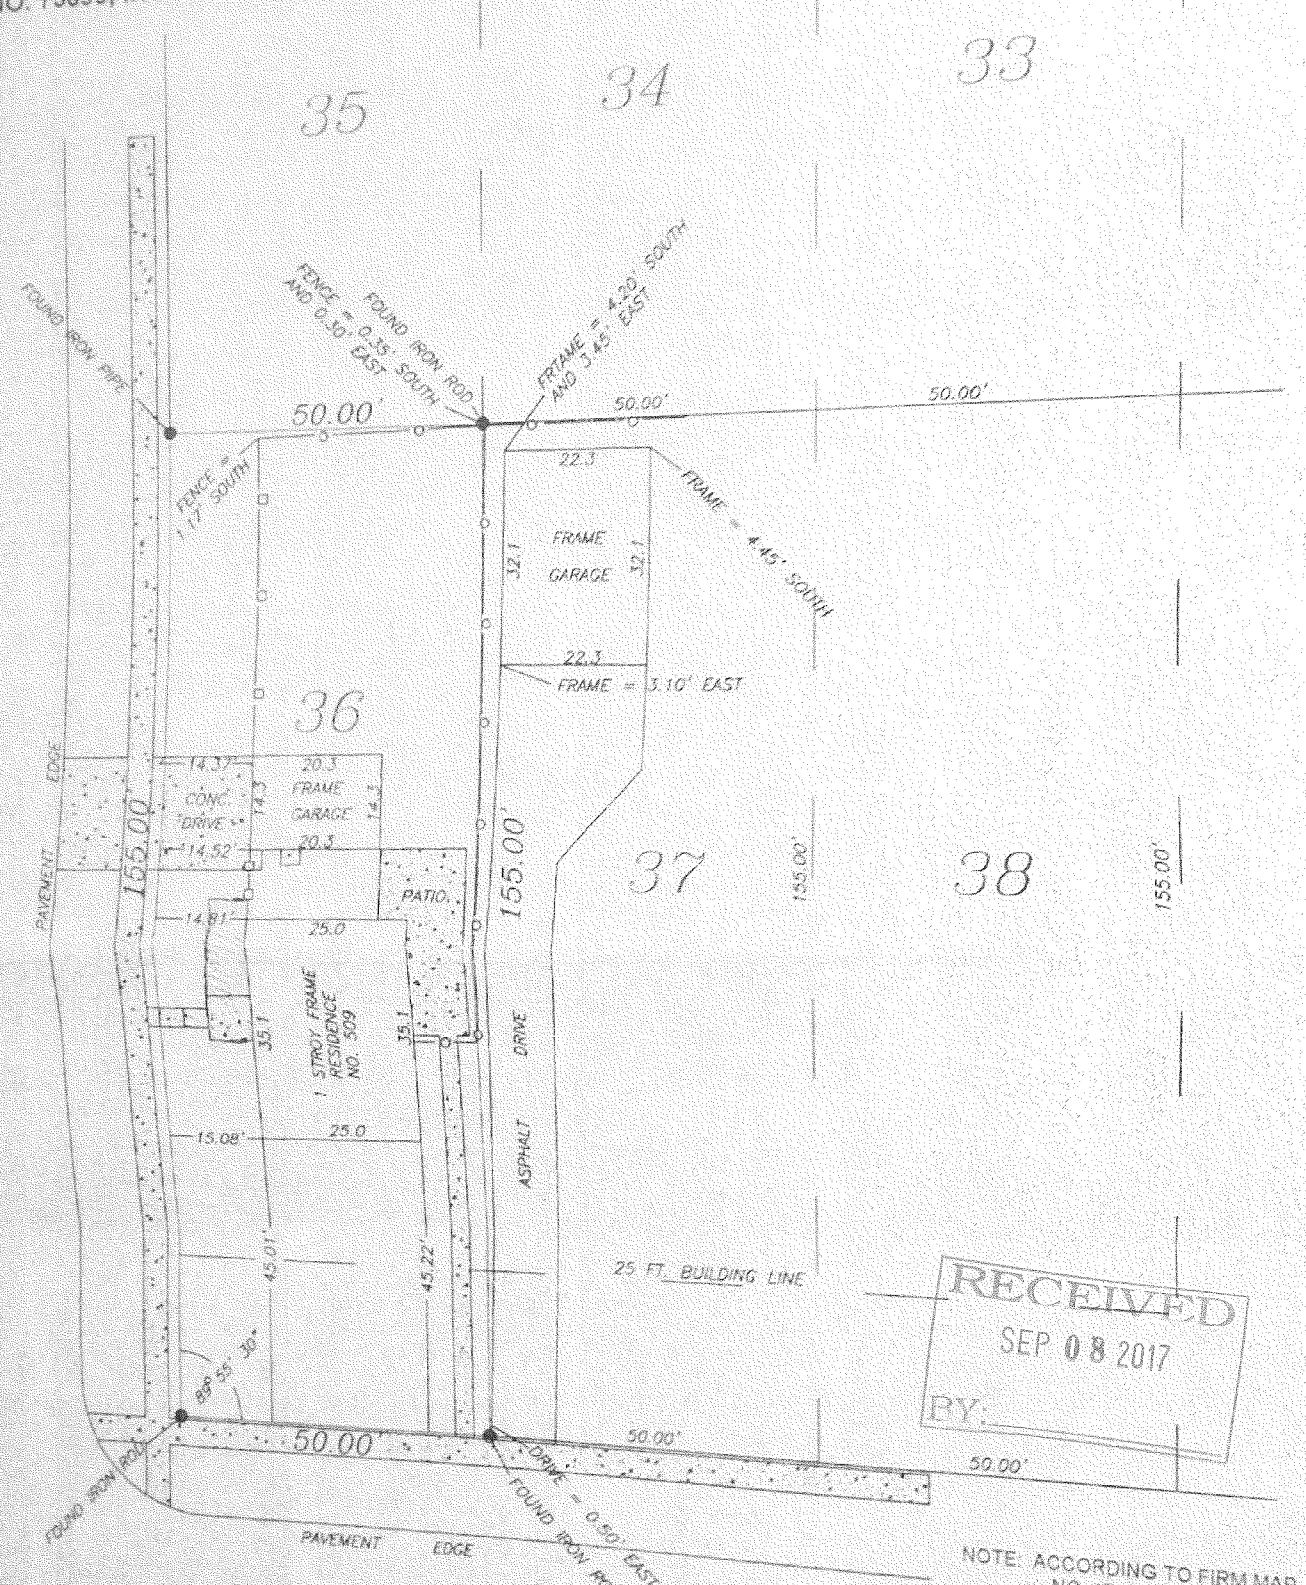 33
34
35
FOUND IRON PIPE
FENCE = 0.35' SOUTH
AND 0.30' EAST
FOUND IRON ROD
FRTAME = 4.20' SOUTH
AND 3.45' EAST
50.00'
50.00'
50.00'
FENCE =
1.17' SOUTH
22.3
FRAME = 4.45' SOUTH
FRAME
GARAGE
32.1
32.1
22.3
FRAME = 3.10' EAST
36
EDGE
PAVEMENT
14.37'
20.3
CONC.
DRIVE
14.3
FRAME
GARAGE
14.3
14.52'
20.3
155.00'
155.00'
37
155.00'
38
155.00'
PATIO
14.81'
25.0
1 STROY FRAME
RESIDENCE
NO. 509
35.1
35.1
DRIVE
ASPHALT
15.08'
25.0
45.01'
45.22'
25 FT. BUILDING LINE
RECEIVED
SEP 08 2017
BY:
89° 55' 30"
50.00'
50.00'
50.00'
FOUND IRON ROD
DRIVE = 0.50' EAST
FOUND IRON
PAVEMENT EDGE
NOTE: ACCORDING TO FIRM MAP